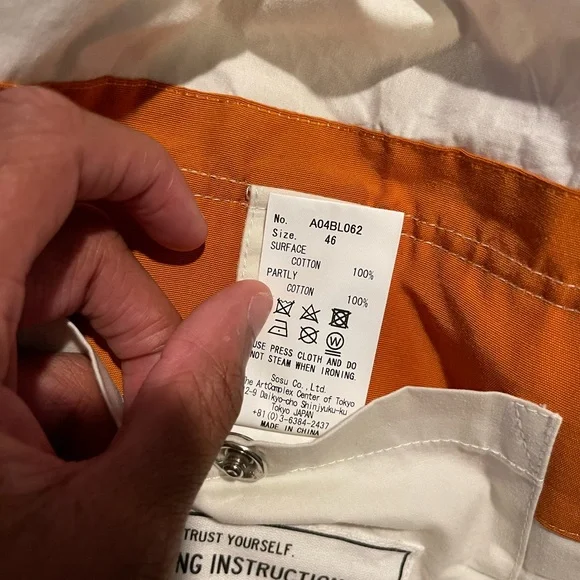 No. A04BL062
Size. 46
SURFACE
COTTON 100%
PARTLY
COTTON 100%
W
USE PRESS CLOTH AND DO
NOT STEAM WHEN IRONING.
Sosu Co., Ltd.
The ArtComplex Center of Tokyo
2-9 Daikyo-cho Shinjyuku-ku
Tokyo JAPAN
+81(0)3-6384-2437
MADE IN CHINA
TRUST YOURSELF.
NG INSTRUCTION